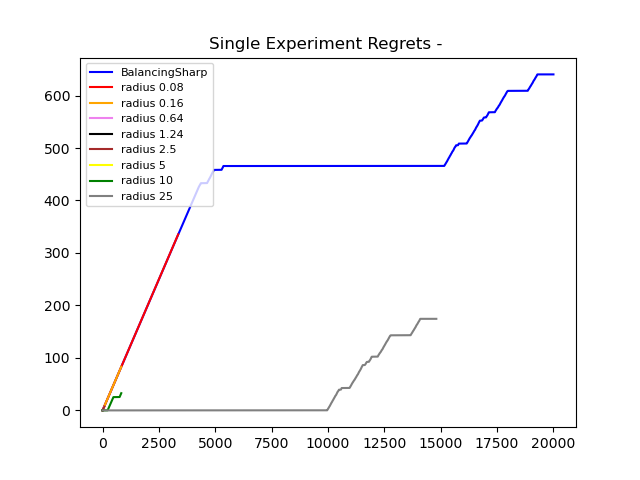 Single Experiment Regrets -
BalancingSharp
radius 0.08
radius 0.16
radius 0.64
radius 1.24
radius 2.5
radius 5
radius 10
radius 25
600
500
400
300
200
100
0
0 2500 5000 7500 10000 12500 15000 17500 20000